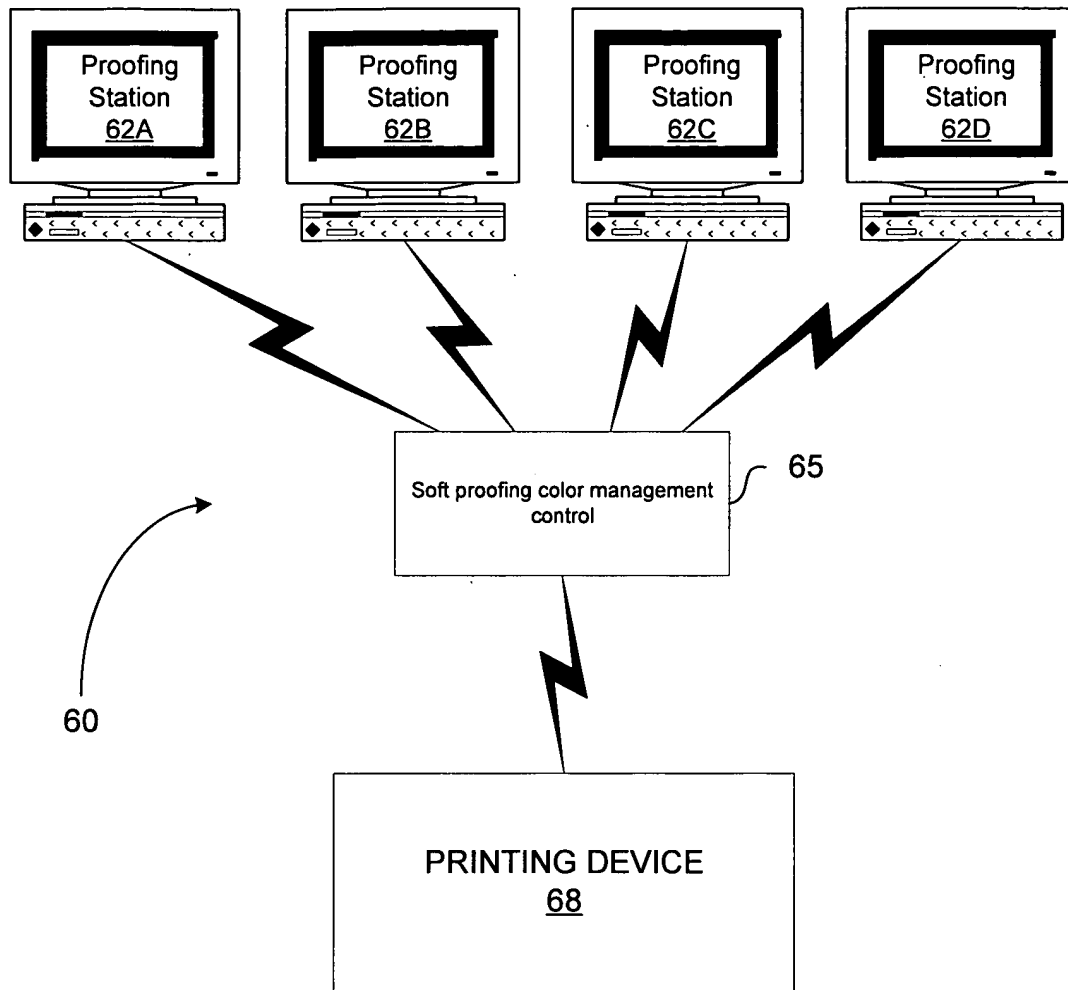 Proofing
Station
62A
Proofing
Station
62B
Proofing
Station
62C
Proofing
Station
62D
Soft proofing color management
control
65
60
PRINTING DEVICE
68